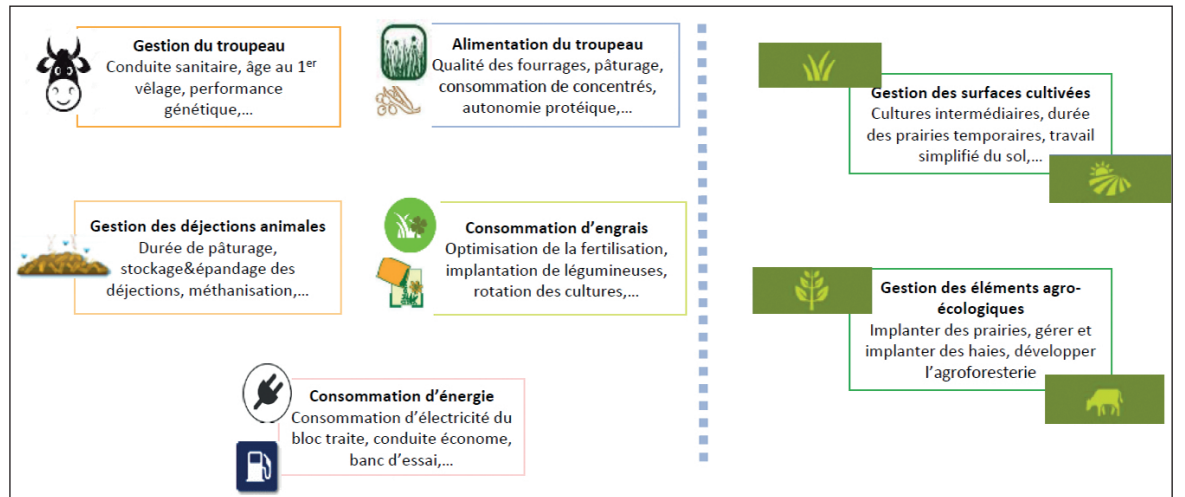 Gestion du troupeau
Conduite sanitaire, âge au 1er
vêlage, performance
génétique,…
Alimentation du troupeau
Qualité des fourrages, pâturage,
consommation de concentrés,
autonomie protéique,…
Gestion des surfaces cultivées
Cultures intermédiaires, durée
des prairies temporaires, travail
simplifié du sol,…
Gestion des déjections animales
Durée de pâturage,
stockage&épandage des
déjections, méthanisation,…
Consommation d’engrais
Optimisation de la fertilisation,
implantation de légumineuses,
rotation des cultures,…
Gestion des éléments agro-
écologiques
Implanter des prairies, gérer et
implanter des haies, développer
l’agroforesterie
Consommation d’énergie
Consommation d’électricité du
bloc traite, conduite économe,
banc d’essai,…